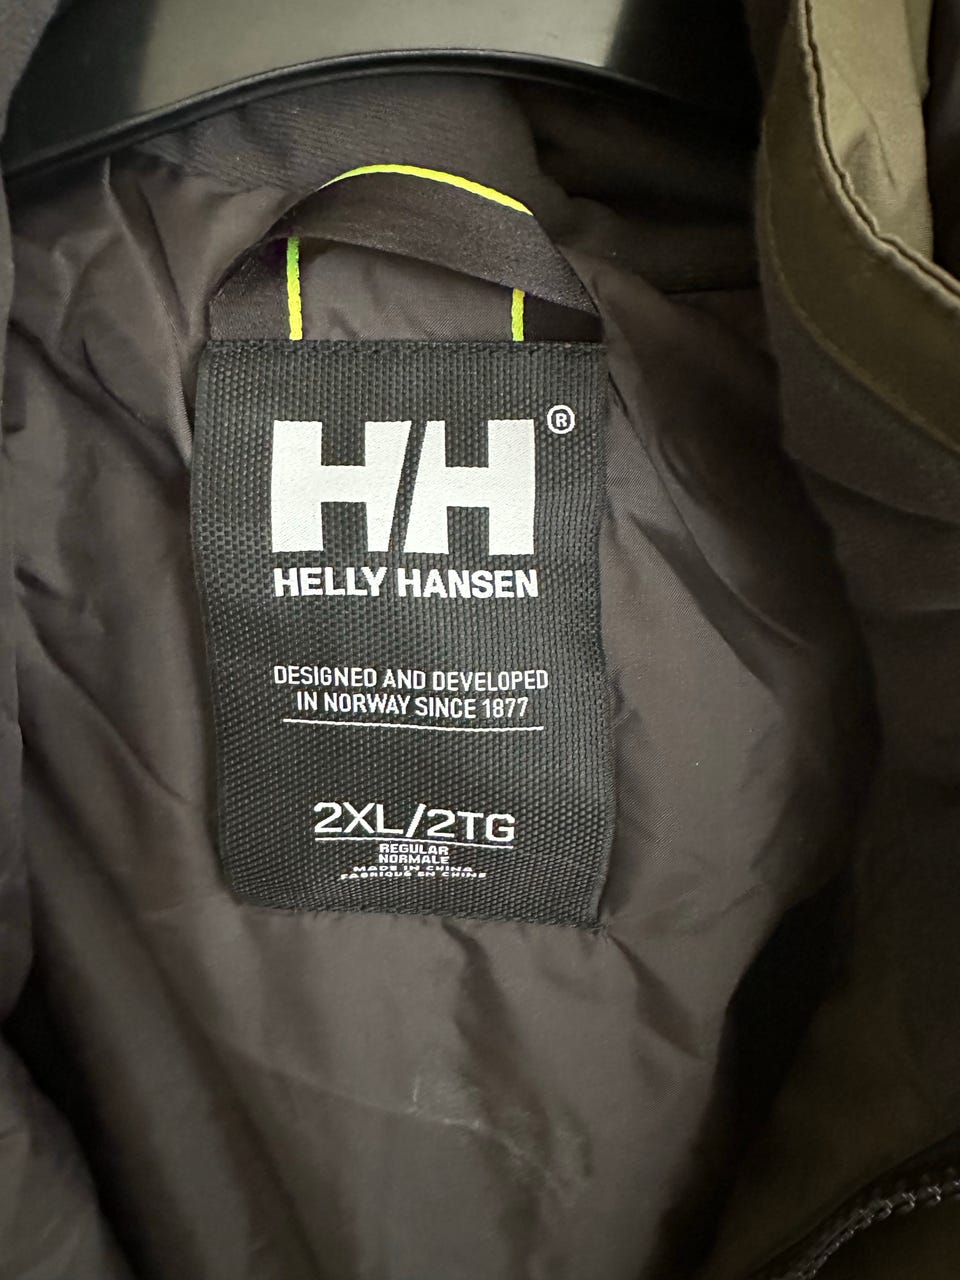 HH®
HELLY HANSEN
DESIGNED AND DEVELOPED
IN NORWAY SINCE 1877
2XL/2TG
REGULAR
NORMALE
MADE IN CHINA
FABRIQUÉ EN CHINE